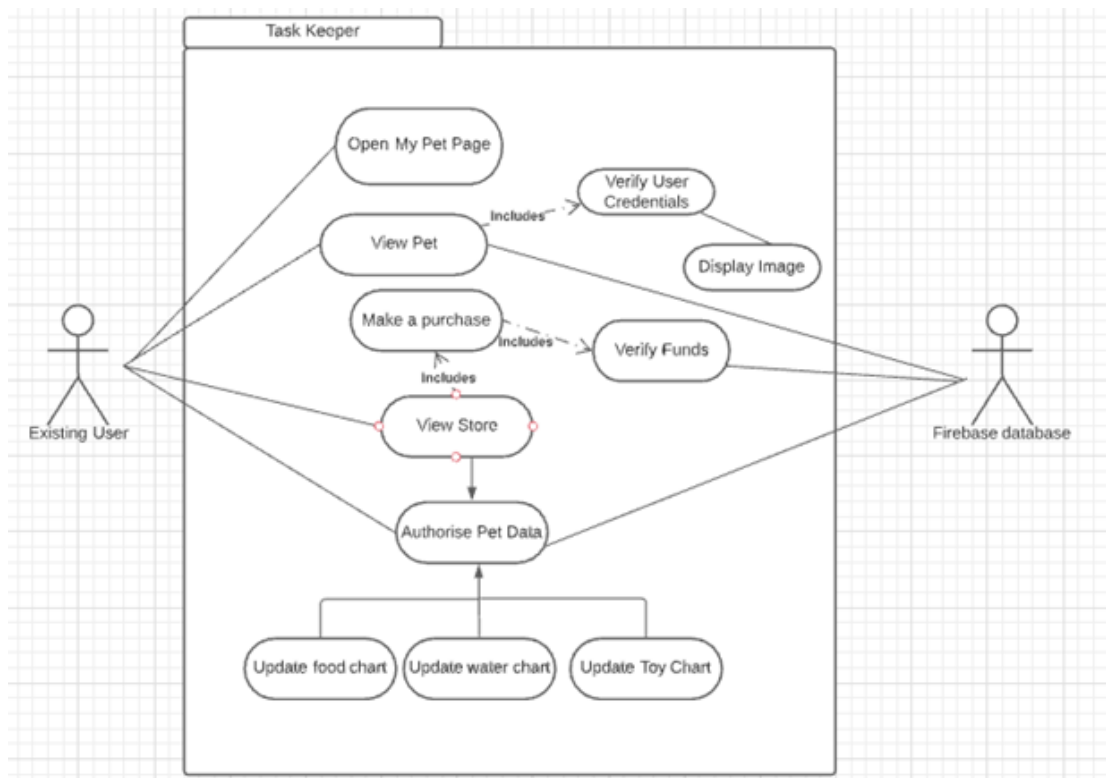 Task Keeper
Open My Pet Page
Verify User
Credentials
Includes
View Pet
Display Image
Make a purchase
Includes
Verify Funds
Includes
View Store
Existing User
Firebase database
Authorise Pet Data
Update food chart
Update water chart
Update Toy Chart